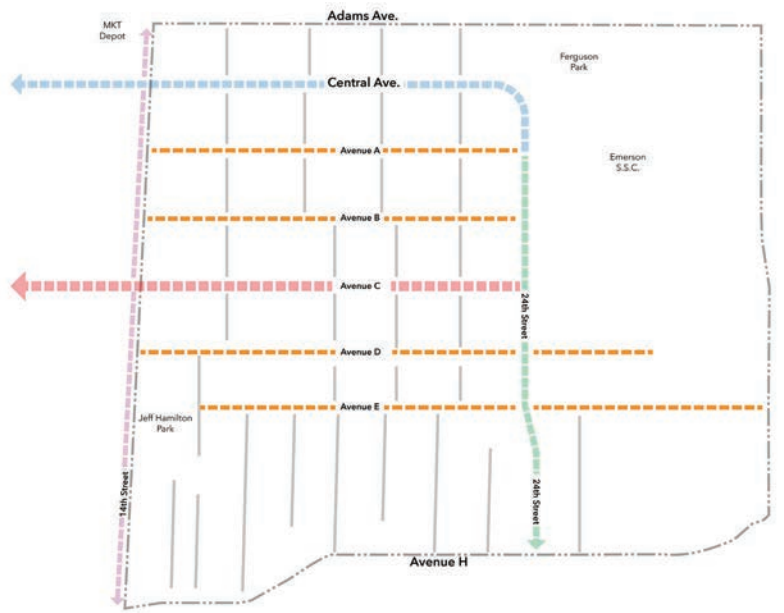 Adams Ave.
MKT
Depot
Ferguson
Park
Central Ave.
Avenue A
Emerson
S.S.C.
Avenue B
Avenue C
24th Street
Avenue D
Avenue E
Jeff Hamilton
Park
14th Street
24th Street
Avenue H